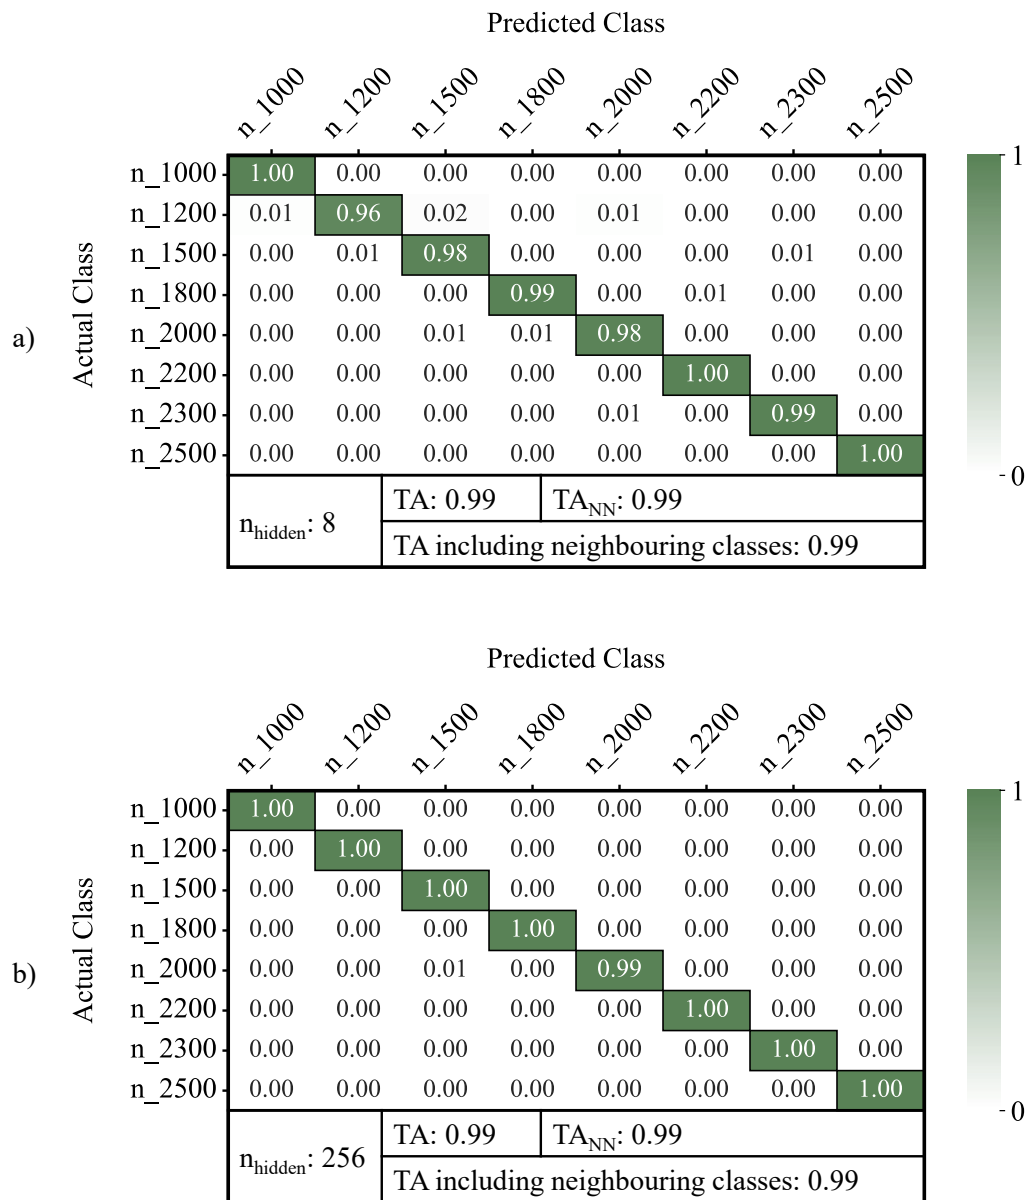 Predicted Class
n_1000 n_1200 n_1500 n_1800 n_2000 n_2200 n_2300 n_2500
a)
Actual Class
n_1000 1.00 0.00 0.00 0.00 0.00 0.00 0.00 0.00
n_1200 0.01 0.96 0.02 0.00 0.01 0.00 0.00 0.00
n_1500 0.00 0.01 0.98 0.00 0.00 0.00 0.01 0.00
n_1800 0.00 0.00 0.00 0.99 0.00 0.01 0.00 0.00
n_2000 0.00 0.00 0.01 0.01 0.98 0.00 0.00 0.00
n_2200 0.00 0.00 0.00 0.00 0.00 1.00 0.00 0.00
n_2300 0.00 0.00 0.00 0.00 0.01 0.00 0.99 0.00
n_2500 0.00 0.00 0.00 0.00 0.00 0.00 0.00 1.00
1
0
n_hidden: 8
TA: 0.99
TA_NN: 0.99
TA including neighbouring classes: 0.99
Predicted Class
n_1000 n_1200 n_1500 n_1800 n_2000 n_2200 n_2300 n_2500
b)
Actual Class
n_1000 1.00 0.00 0.00 0.00 0.00 0.00 0.00 0.00
n_1200 0.00 1.00 0.00 0.00 0.00 0.00 0.00 0.00
n_1500 0.00 0.00 1.00 0.00 0.00 0.00 0.00 0.00
n_1800 0.00 0.00 0.00 1.00 0.00 0.00 0.00 0.00
n_2000 0.00 0.00 0.01 0.00 0.99 0.00 0.00 0.00
n_2200 0.00 0.00 0.00 0.00 0.00 1.00 0.00 0.00
n_2300 0.00 0.00 0.00 0.00 0.00 0.00 1.00 0.00
n_2500 0.00 0.00 0.00 0.00 0.00 0.00 0.00 1.00
1
0
n_hidden: 256
TA: 0.99
TA_NN: 0.99
TA including neighbouring classes: 0.99